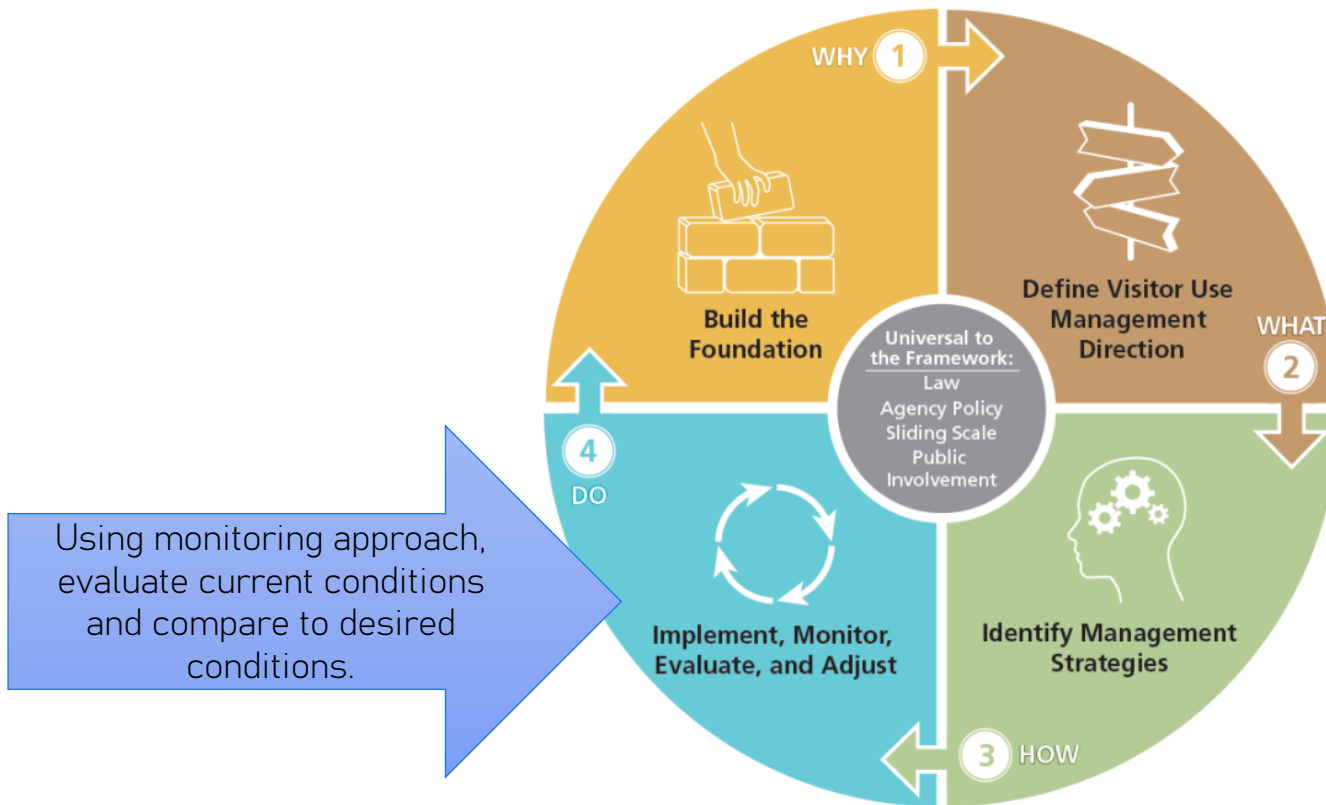 WHY 1
Build the
Foundation
Define Visitor Use
Management
Direction
WHAT
2
Universal to
the Framework:
Law
Agency Policy
Sliding Scale
Public
Involvement
Identify Management
Strategies
3 HOW
Implement, Monitor,
Evaluate, and Adjust
4
DO
Using monitoring approach,
evaluate current conditions
and compare to desired
conditions.